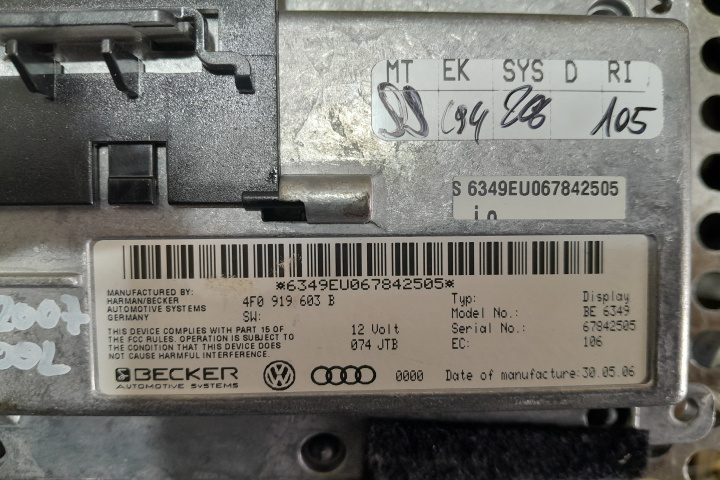 MT EK SYS D RI
194 206 105
S 6349EU067842505
*6349EU067842505*
MANUFACTURED BY:
HARMAN/BECKER
AUTOMOTIVE SYSTEMS
GERMANY
4F0 919 603 B
SW:
Typ: Display
Model No.: BE 6349
Serial No.: 67842505
EC: 106
12 Volt
074 JTB
THIS DEVICE COMPLIES WITH PART 15 OF
THE FCC RULES. OPERATION IS SUBJECT TO
THE CONDITION THAT THIS DEVICE DOES
NOT CAUSE HARMFUL INTERFERENCE.
BECKER
AUTOMOTIVE SYSTEMS
0000 Date of manufacture: 30.05.06
2007